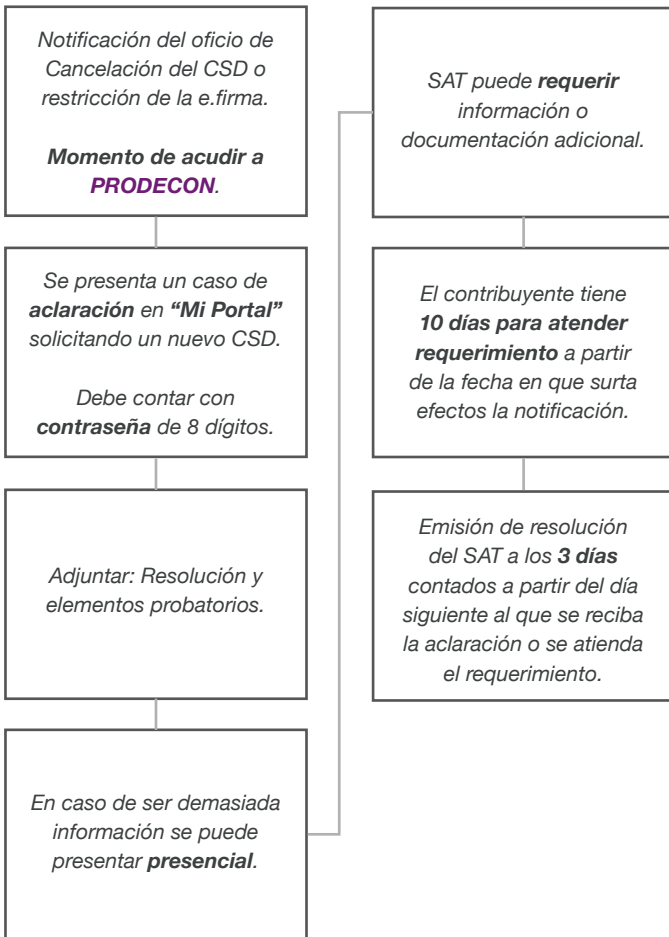 Notificación del oficio de
Cancelación del CSD o
restricción de la e.firma.
Momento de acudir a
PRODECON.
Se presenta un caso de
aclaración en “Mi Portal”
solicitando un nuevo CSD.
Debe contar con
contraseña de 8 dígitos.
Adjuntar: Resolución y
elementos probatorios.
En caso de ser demasiada
información se puede
presentar presencial.
SAT puede requerir
información o
documentación adicional.
El contribuyente tiene
10 días para atender
requerimiento a partir
de la fecha en que surta
efectos la notificación.
Emisión de resolución
del SAT a los 3 días
contados a partir del día
siguiente al que se reciba
la aclaración o se atienda
el requerimiento.